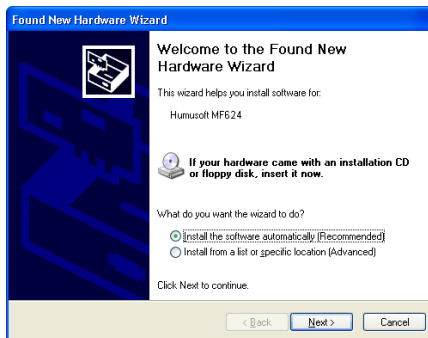 Found New Hardware Wizard
Welcome to the Found New
Hardware Wizard
This wizard helps you install software for:
Humusoft MF624
If your hardware came with an installation CD
or floppy disk, insert it now.
What do you want the wizard to do?
Install the software automatically (Recommended)
Install from a list or specific location (Advanced)
Click Next to continue.
< Back Next > Cancel